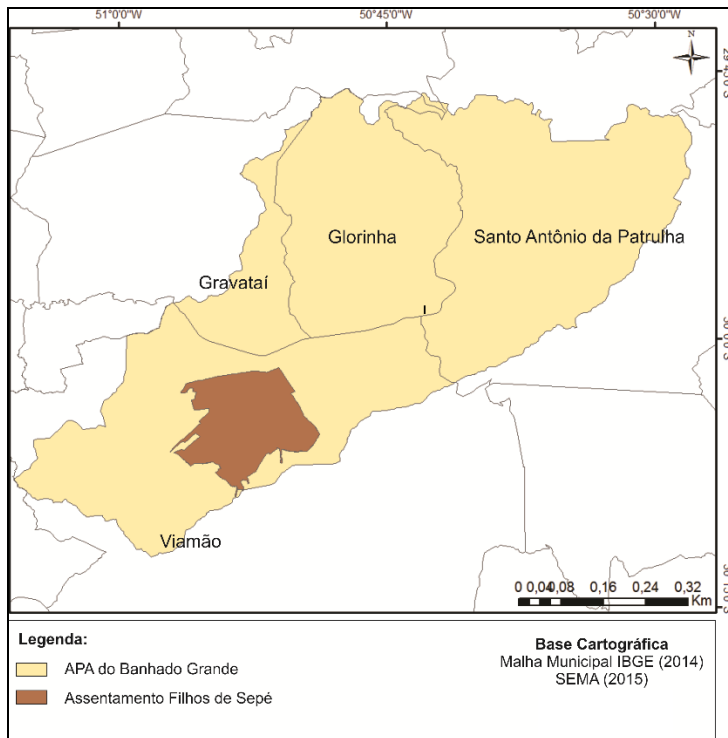 51°0'0"W 50°45'0"W 50°30'0"W
N
Glorinha
Santo Antônio da Patrulha
Gravataí
Viamão
0 0,04 0,08 0,16 0,24 0,32
Km
Legenda:
APA do Banhado Grande
Assentamento Filhos de Sepé
Base Cartográfica
Malha Municipal IBGE (2014)
SEMA (2015)